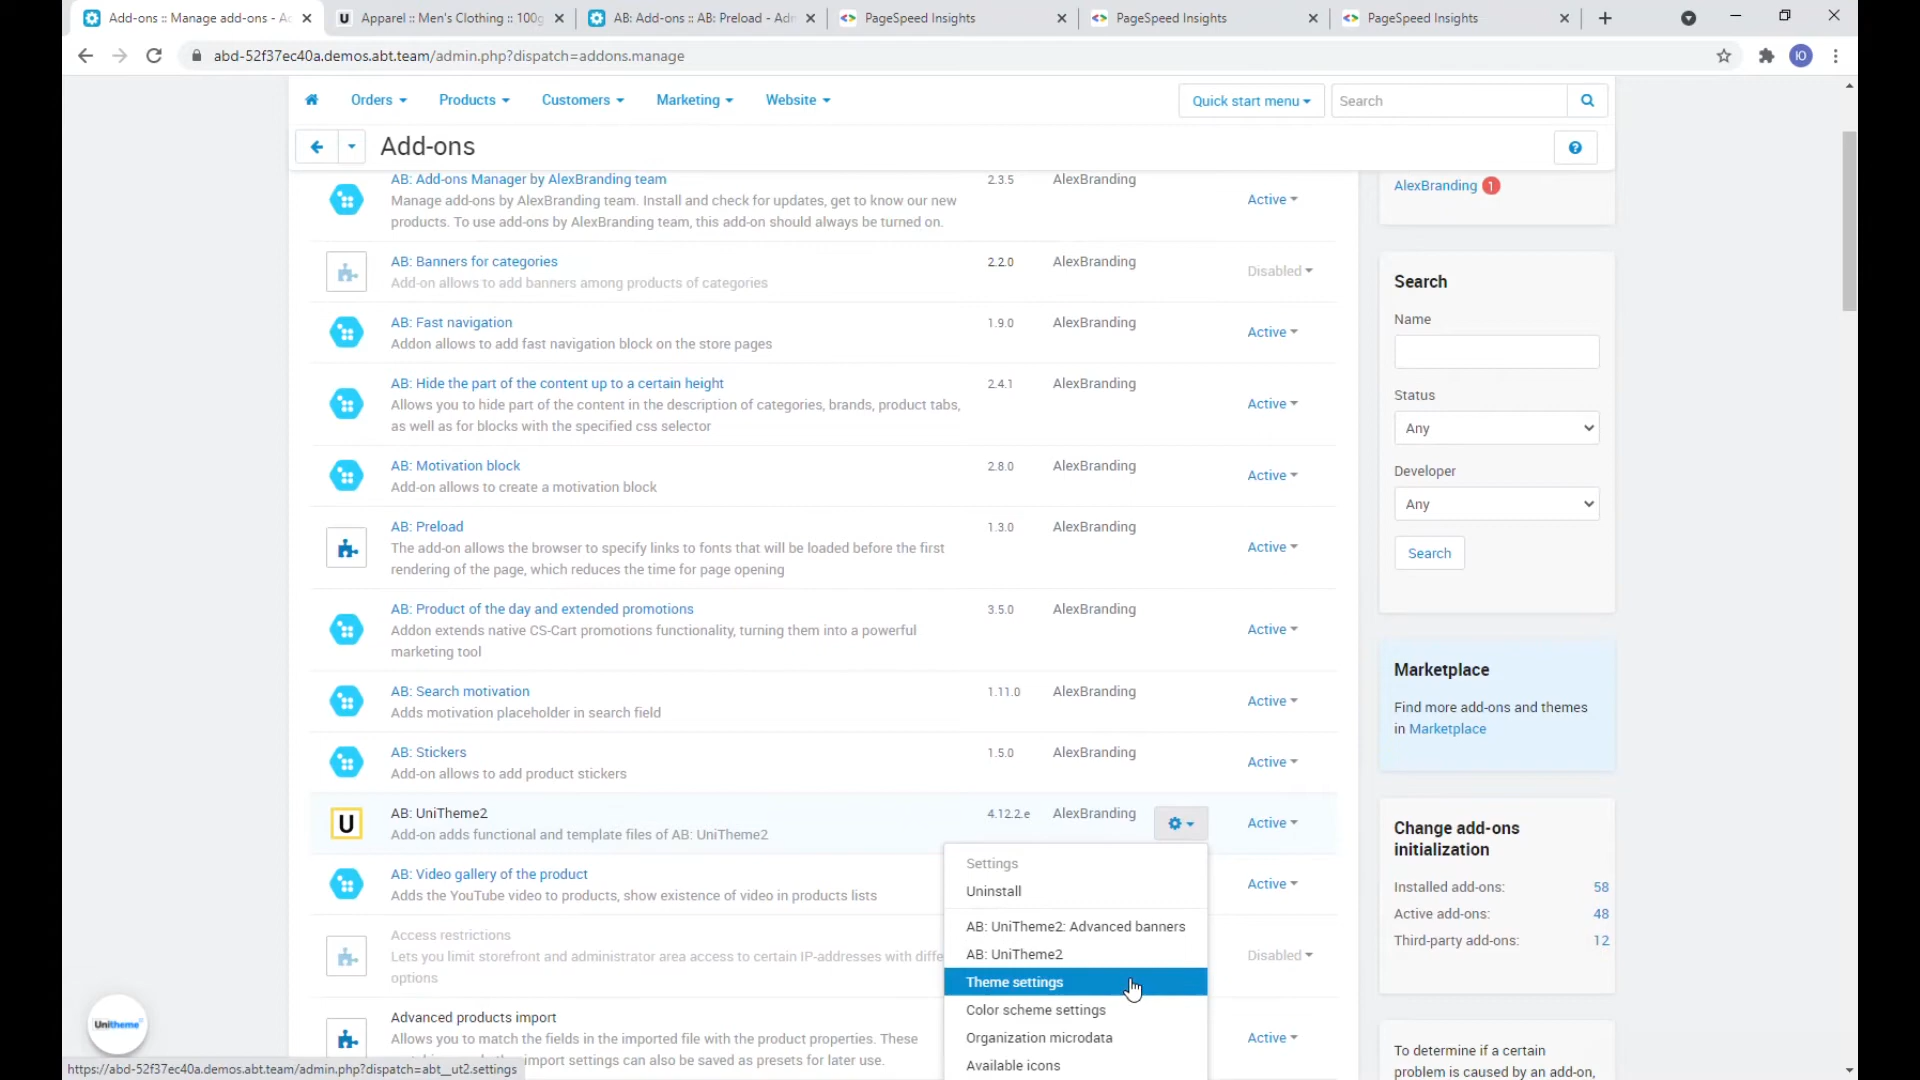 Add-ons :: Manage add-ons - Ac
Apparel :: Men's Clothing :: 100g
AB: Add-ons :: AB: Preload - Adm
PageSpeed Insights
PageSpeed Insights
PageSpeed Insights
abd-52f37ec40a.demos.abt.team/admin.php?dispatch=addons.manage
IO
Orders
Products
Customers
Marketing
Website
Quick start menu
Search
Add-ons
AB: Add-ons Manager by AlexBranding team
2.3.5
AlexBranding
Manage add-ons by AlexBranding team. Install and check for updates, get to know our new
products. To use add-ons by AlexBranding team, this add-on should always be turned on.
Active
AB: Banners for categories
2.2.0
AlexBranding
Add-on allows to add banners among products of categories
Disabled
AB: Fast navigation
1.9.0
AlexBranding
Addon allows to add fast navigation block on the store pages
Active
AB: Hide the part of the content up to a certain height
2.4.1
AlexBranding
Allows you to hide part of the content in the description of categories, brands, product tabs,
as well as for blocks with the specified css selector
Active
AB: Motivation block
2.8.0
AlexBranding
Add-on allows to create a motivation block
Active
AB: Preload
1.3.0
AlexBranding
The add-on allows the browser to specify links to fonts that will be loaded before the first
rendering of the page, which reduces the time for page opening
Active
AB: Product of the day and extended promotions
3.5.0
AlexBranding
Addon extends native CS-Cart promotions functionality, turning them into a powerful
marketing tool
Active
AB: Search motivation
1.11.0
AlexBranding
Adds motivation placeholder in search field
Active
AB: Stickers
1.5.0
AlexBranding
Add-on allows to add product stickers
Active
U
AB: UniTheme2
4.12.2.e
AlexBranding
Add-on adds functional and template files of AB: UniTheme2
Active
AB: Video gallery of the product
Adds the YouTube video to products, show existence of video in products lists
Active
Access restrictions
Lets you limit storefront and administrator area access to certain IP-addresses with diffe
options
Disabled
Advanced products import
Allows you to match the fields in the imported file with the product properties. These
import settings can also be saved as presets for later use.
Active
Settings
Uninstall
AB: UniTheme2: Advanced banners
AB: UniTheme2
Theme settings
Color scheme settings
Organization microdata
Available icons
AlexBranding 1
Search
Name
Status
Any
Developer
Any
Search
Marketplace
Find more add-ons and themes
in Marketplace
Change add-ons
initialization
Installed add-ons: 58
Active add-ons: 48
Third-party add-ons: 12
To determine if a certain
problem is caused by an add-on,
Unitheme
https://abd-52f37ec40a.demos.abt.team/admin.php?dispatch=abt__ut2.settings